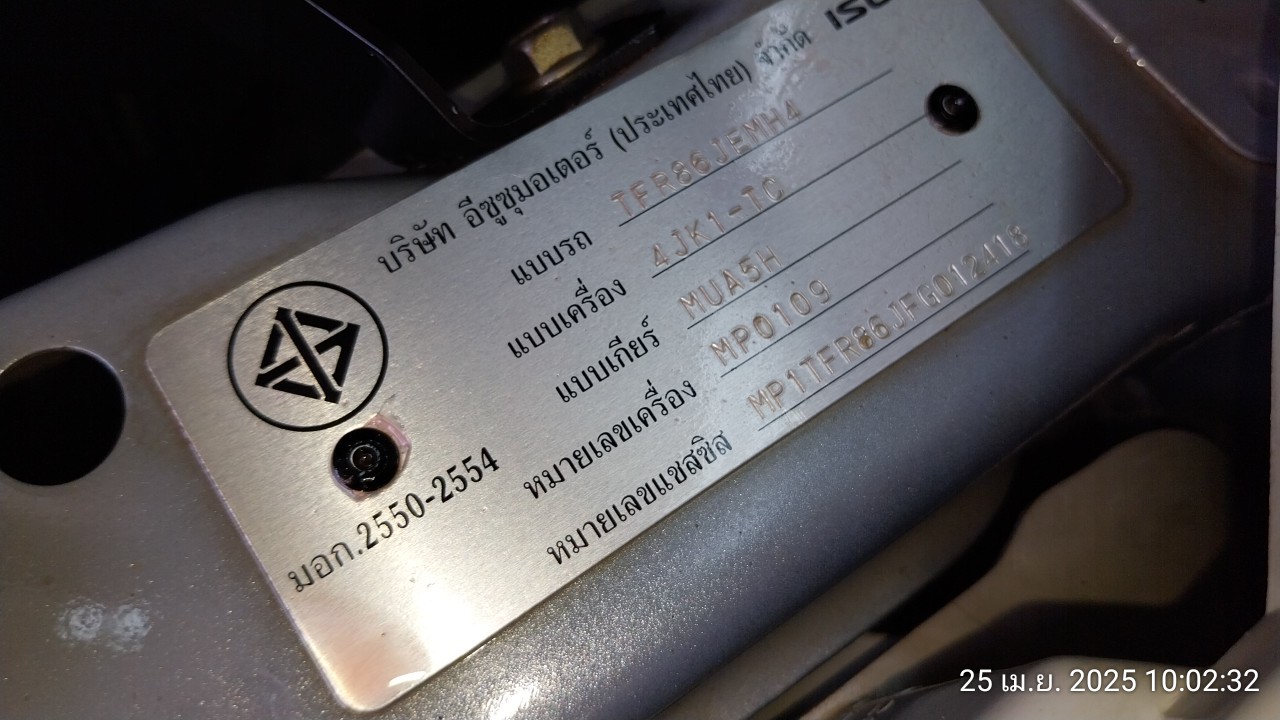 บริษัท อีซูซุมอเตอร์ (ประเทศไทย) จำกัด
แบบรถ TFR86JEMH4
แบบเครื่อง 4JK1-TC
แบบเกียร์ MUA5H
หมายเลขเครื่อง MP0109
หมายเลขแชสซิส MP1TFR86JFG012418
มอก.2550-2554
25 เม.ย. 2025 10:02:32